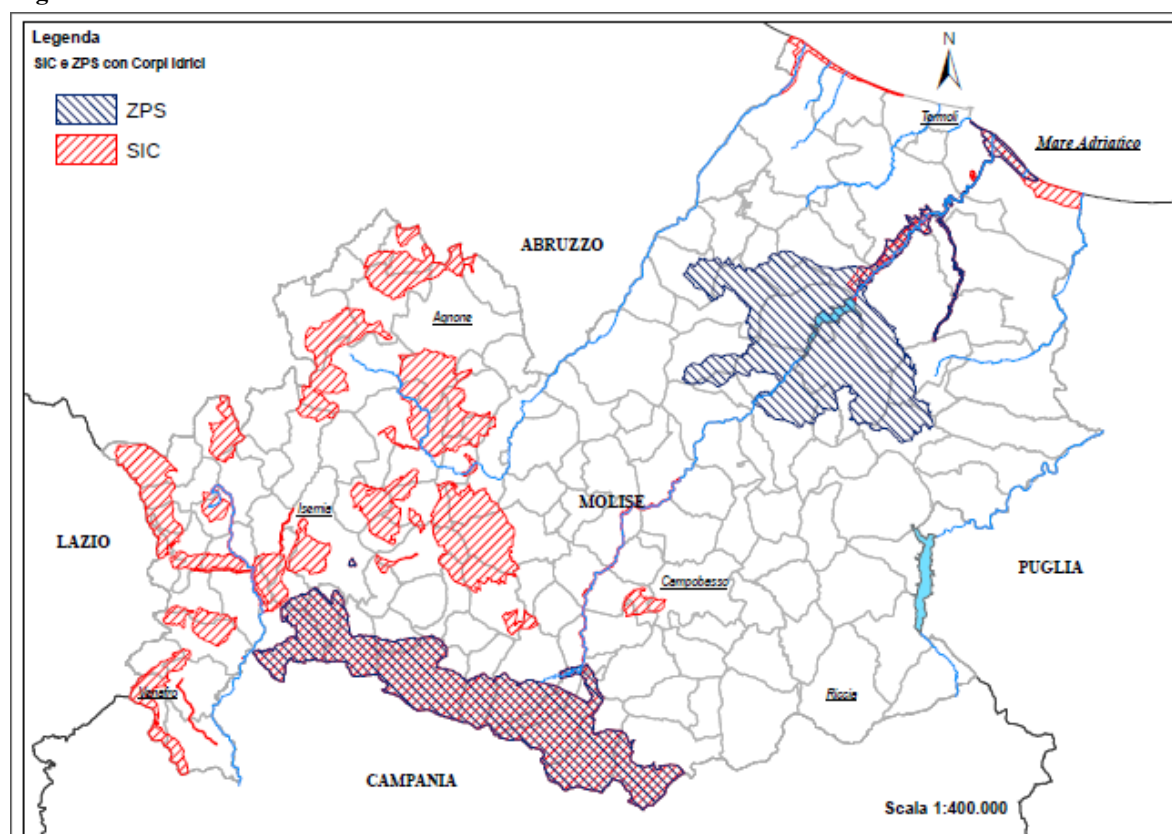 Legenda
SIC e ZPS con Corpi Idrici
ZPS
SIC
N
Termoli
Mare Adriatico
ABRUZZO
Agnone
MOLISE
Isernia
LAZIO
PUGLIA
Campobasso
Venafro
Riccia
CAMPANIA
Scala 1:400.000